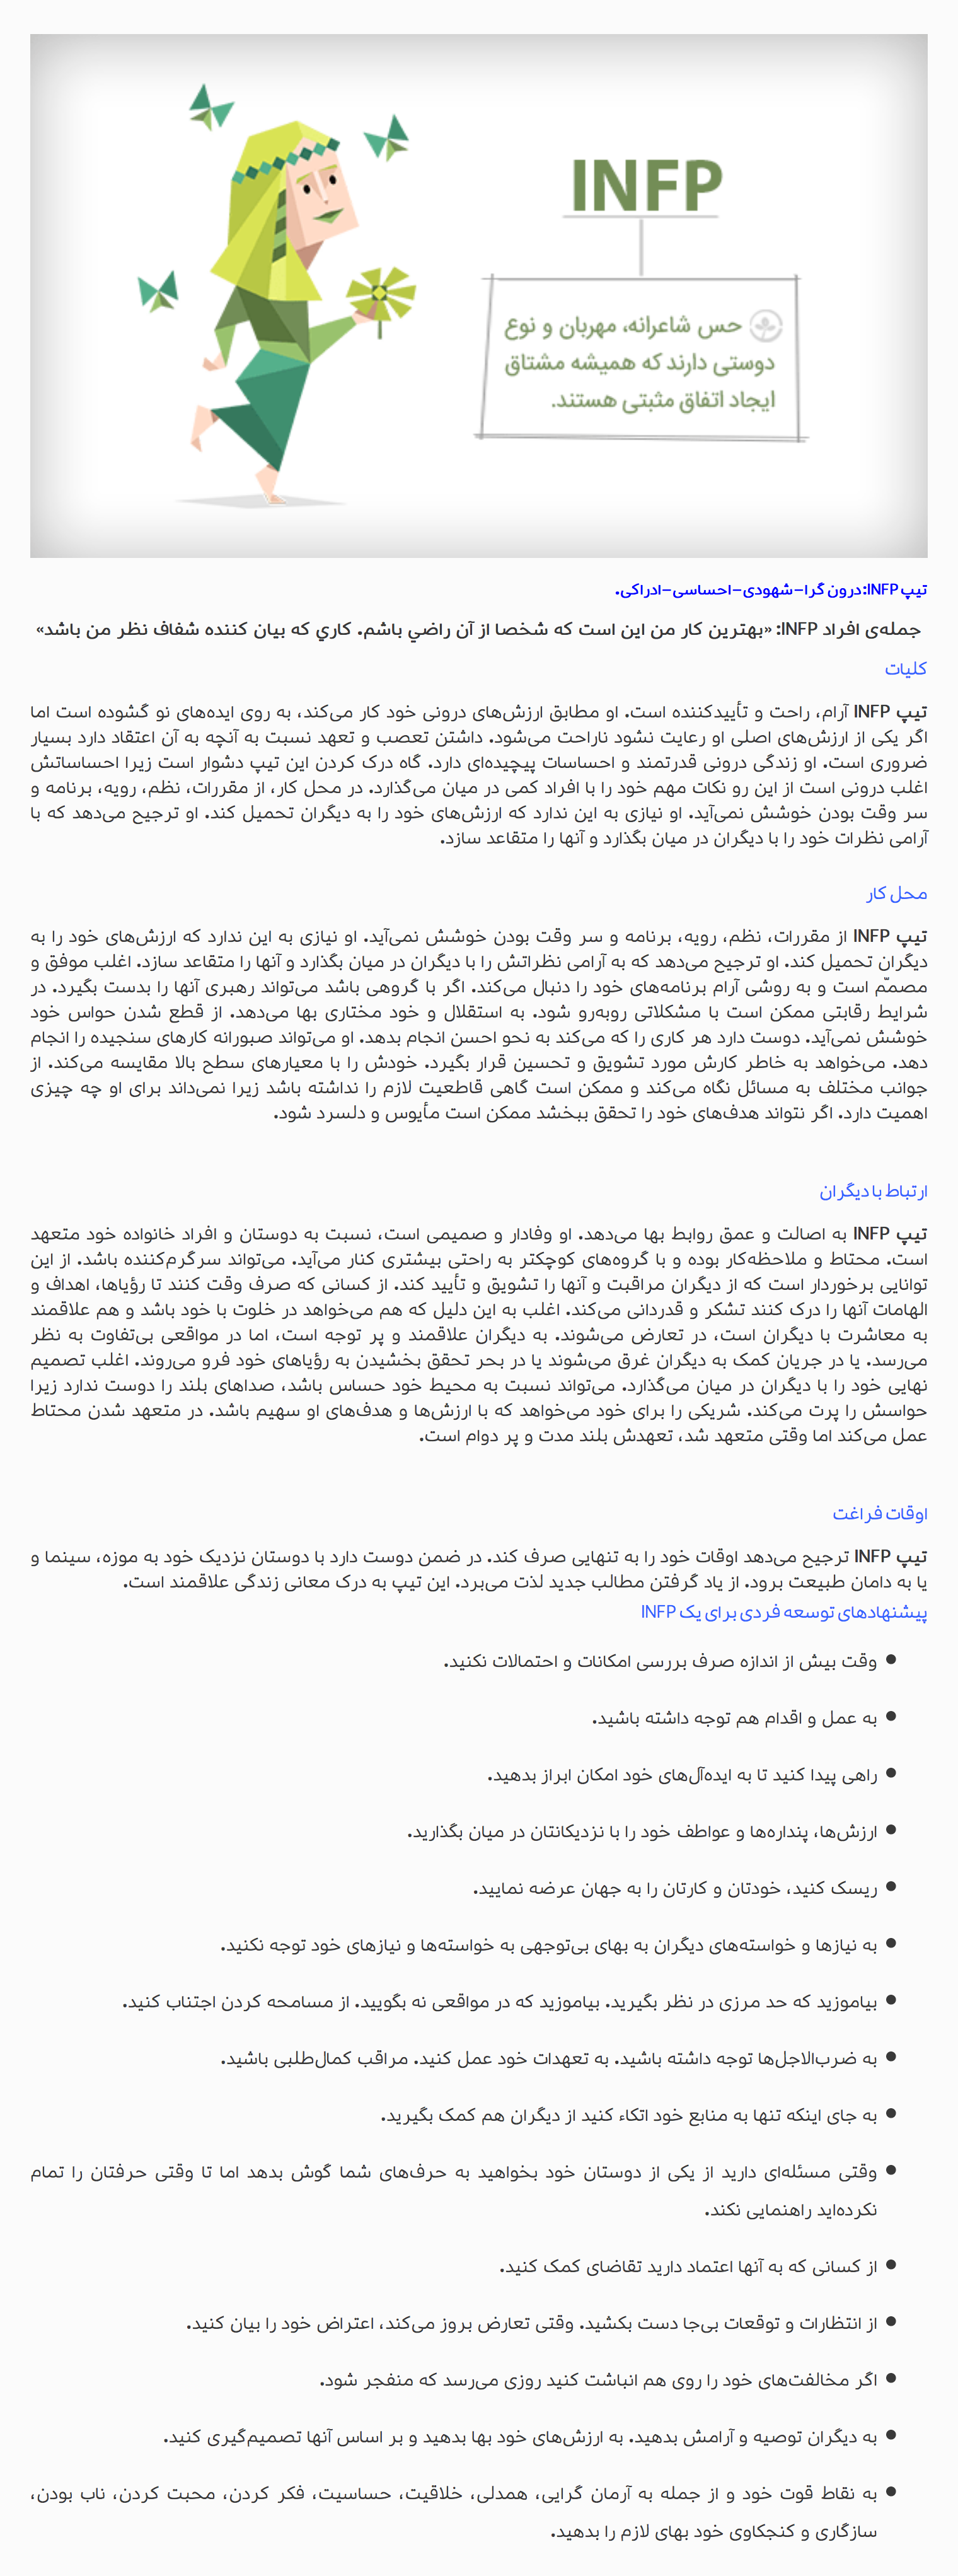 INFP
حس شاعرانه، مهربان و نوع
دوستی دارند که همیشه مشتاق
ایجاد اتفاق مثبتی هستند.
تیپ INFP:درون گرا–شهودی–احساسی–ادراکی.
جمله‌ی افراد INFP: «بهترین کار من این است که شخصا از آن راضي باشم. کاري که بیان کننده شفاف نظر من باشد»
کلیات
تیپ INFP آرام، راحت و تأییدکننده است. او مطابق ارزش‌های درونی خود کار می‌کند، به روی ایده‌های نو گشوده است اما
اگر یکی از ارزش‌های اصلی او رعایت نشود ناراحت می‌شود. داشتن تعصب و تعهد نسبت به آنچه به آن اعتقاد دارد بسیار
ضروری است. او زندگی درونی قدرتمند و احساسات پیچیده‌ای دارد. گاه درک کردن این تیپ دشوار است زیرا احساساتش
اغلب درونی است از این رو نکات مهم خود را با افراد کمی در میان می‌گذارد. در محل کار، از مقررات، نظم، رویه، برنامه و
سر وقت بودن خوشش نمی‌آید. او نیازی به این ندارد که ارزش‌های خود را به دیگران تحمیل کند. او ترجیح می‌دهد که با
آرامی نظرات خود را با دیگران در میان بگذارد و آنها را متقاعد سازد.
محل کار
تیپ INFP از مقررات، نظم، رویه، برنامه و سر وقت بودن خوشش نمی‌آید. او نیازی به این ندارد که ارزش‌های خود را به
دیگران تحمیل کند. او ترجیح می‌دهد که به آرامی نظراتش را با دیگران در میان بگذارد و آنها را متقاعد سازد. اغلب موفق و
مصمّم است و به روشی آرام برنامه‌های خود را دنبال می‌کند. اگر با گروهی باشد می‌تواند رهبری آنها را بدست بگیرد. در
شرایط رقابتی ممکن است با مشکلاتی روبه‌رو شود. به استقلال و خود مختاری بها می‌دهد. از قطع شدن حواس خود
خوشش نمی‌آید. دوست دارد هر کاری را که می‌کند به نحو احسن انجام بدهد. او می‌تواند صبورانه کارهای سنجیده را انجام
دهد. می‌خواهد به خاطر کارش مورد تشویق و تحسین قرار بگیرد. خودش را با معیارهای سطح بالا مقایسه می‌کند. از
جوانب مختلف به مسائل نگاه می‌کند و ممکن است گاهی قاطعیت لازم را نداشته باشد زیرا نمی‌داند برای او چه چیزی
اهمیت دارد. اگر نتواند هدف‌های خود را تحقق ببخشد ممکن است مأیوس و دلسرد شود.
ارتباط با دیگران
تیپ INFP به اصالت و عمق روابط بها می‌دهد. او وفادار و صمیمی است، نسبت به دوستان و افراد خانواده خود متعهد
است. محتاط و ملاحظه‌کار بوده و با گروه‌های کوچکتر به راحتی بیشتری کنار می‌آید. می‌تواند سرگرم‌کننده باشد. از این
توانایی برخوردار است که از دیگران مراقبت و آنها را تشویق و تأیید کند. از کسانی که صرف وقت کنند تا رؤیاها، اهداف و
الهامات آنها را درک کنند تشکر و قدردانی می‌کند. اغلب به این دلیل که هم می‌خواهد در خلوت با خود باشد و هم علاقمند
به معاشرت با دیگران است، در تعارض می‌شوند. به دیگران علاقمند و پر توجه است، اما در مواقعی بی‌تفاوت به نظر
می‌رسد. یا در جریان کمک به دیگران غرق می‌شوند یا در بحر تحقق بخشیدن به رؤیاهای خود فرو می‌روند. اغلب تصمیم
نهایی خود را با دیگران در میان می‌گذارد. می‌تواند نسبت به محیط خود حساس باشد، صداهای بلند را دوست ندارد زیرا
حواسش را پرت می‌کند. شریکی را برای خود می‌خواهد که با ارزش‌ها و هدف‌های او سهیم باشد. در متعهد شدن محتاط
عمل می‌کند اما وقتی متعهد شد، تعهدش بلند مدت و پر دوام است.
اوقات فراغت
تیپ INFP ترجیح می‌دهد اوقات خود را به تنهایی صرف کند. در ضمن دوست دارد با دوستان نزدیک خود به موزه، سینما و
یا به دامان طبیعت برود. از یاد گرفتن مطالب جدید لذت می‌برد. این تیپ به درک معانی زندگی علاقمند است.
پیشنهادهای توسعه فردی برای یک INFP
● وقت بیش از اندازه صرف بررسی امکانات و احتمالات نکنید.
● به عمل و اقدام هم توجه داشته باشید.
● راهی پیدا کنید تا به ایده‌آل‌های خود امکان ابراز بدهید.
● ارزش‌ها، پنداره‌ها و عواطف خود را با نزدیکانتان در میان بگذارید.
● ریسک کنید، خودتان و کارتان را به جهان عرضه نمایید.
● به نیازها و خواسته‌های دیگران به بهای بی‌توجهی به خواسته‌ها و نیازهای خود توجه نکنید.
● بیاموزید که حد مرزی در نظر بگیرید. بیاموزید که در مواقعی نه بگویید. از مسامحه کردن اجتناب کنید.
● به ضرب‌الاجل‌ها توجه داشته باشید. به تعهدات خود عمل کنید. مراقب کمال‌طلبی باشید.
● به جای اینکه تنها به منابع خود اتکاء کنید از دیگران هم کمک بگیرید.
● وقتی مسئله‌ای دارید از یکی از دوستان خود بخواهید به حرف‌های شما گوش بدهد اما تا وقتی حرفتان را تمام
نکرده‌اید راهنمایی نکند.
● از کسانی که به آنها اعتماد دارید تقاضای کمک کنید.
● از انتظارات و توقعات بی‌جا دست بکشید. وقتی تعارض بروز می‌کند، اعتراض خود را بیان کنید.
● اگر مخالفت‌های خود را روی هم انباشت کنید روزی می‌رسد که منفجر شود.
● به دیگران توصیه و آرامش بدهید. به ارزش‌های خود بها بدهید و بر اساس آنها تصمیم‌گیری کنید.
● به نقاط قوت خود و از جمله به آرمان گرایی، همدلی، خلاقیت، حساسیت، فکر کردن، محبت کردن، ناب بودن،
سازگاری و کنجکاوی خود بهای لازم را بدهید.